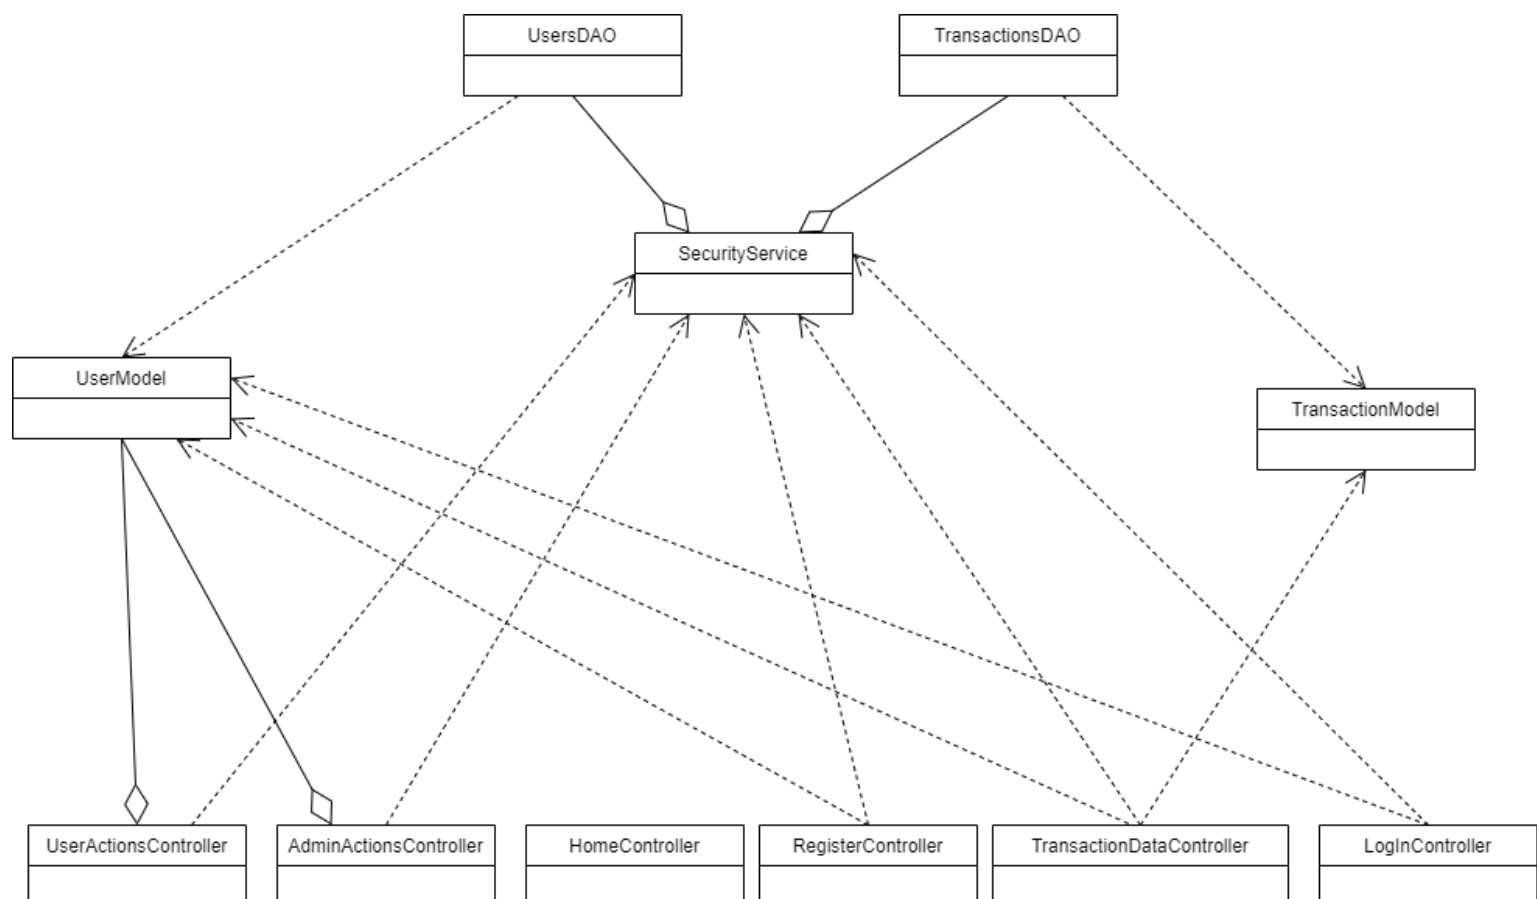 UsersDAO
TransactionsDAO
SecurityService
UserModel
TransactionModel
UserActionsController
AdminActionsController
HomeController
RegisterController
TransactionDataController
LogInController